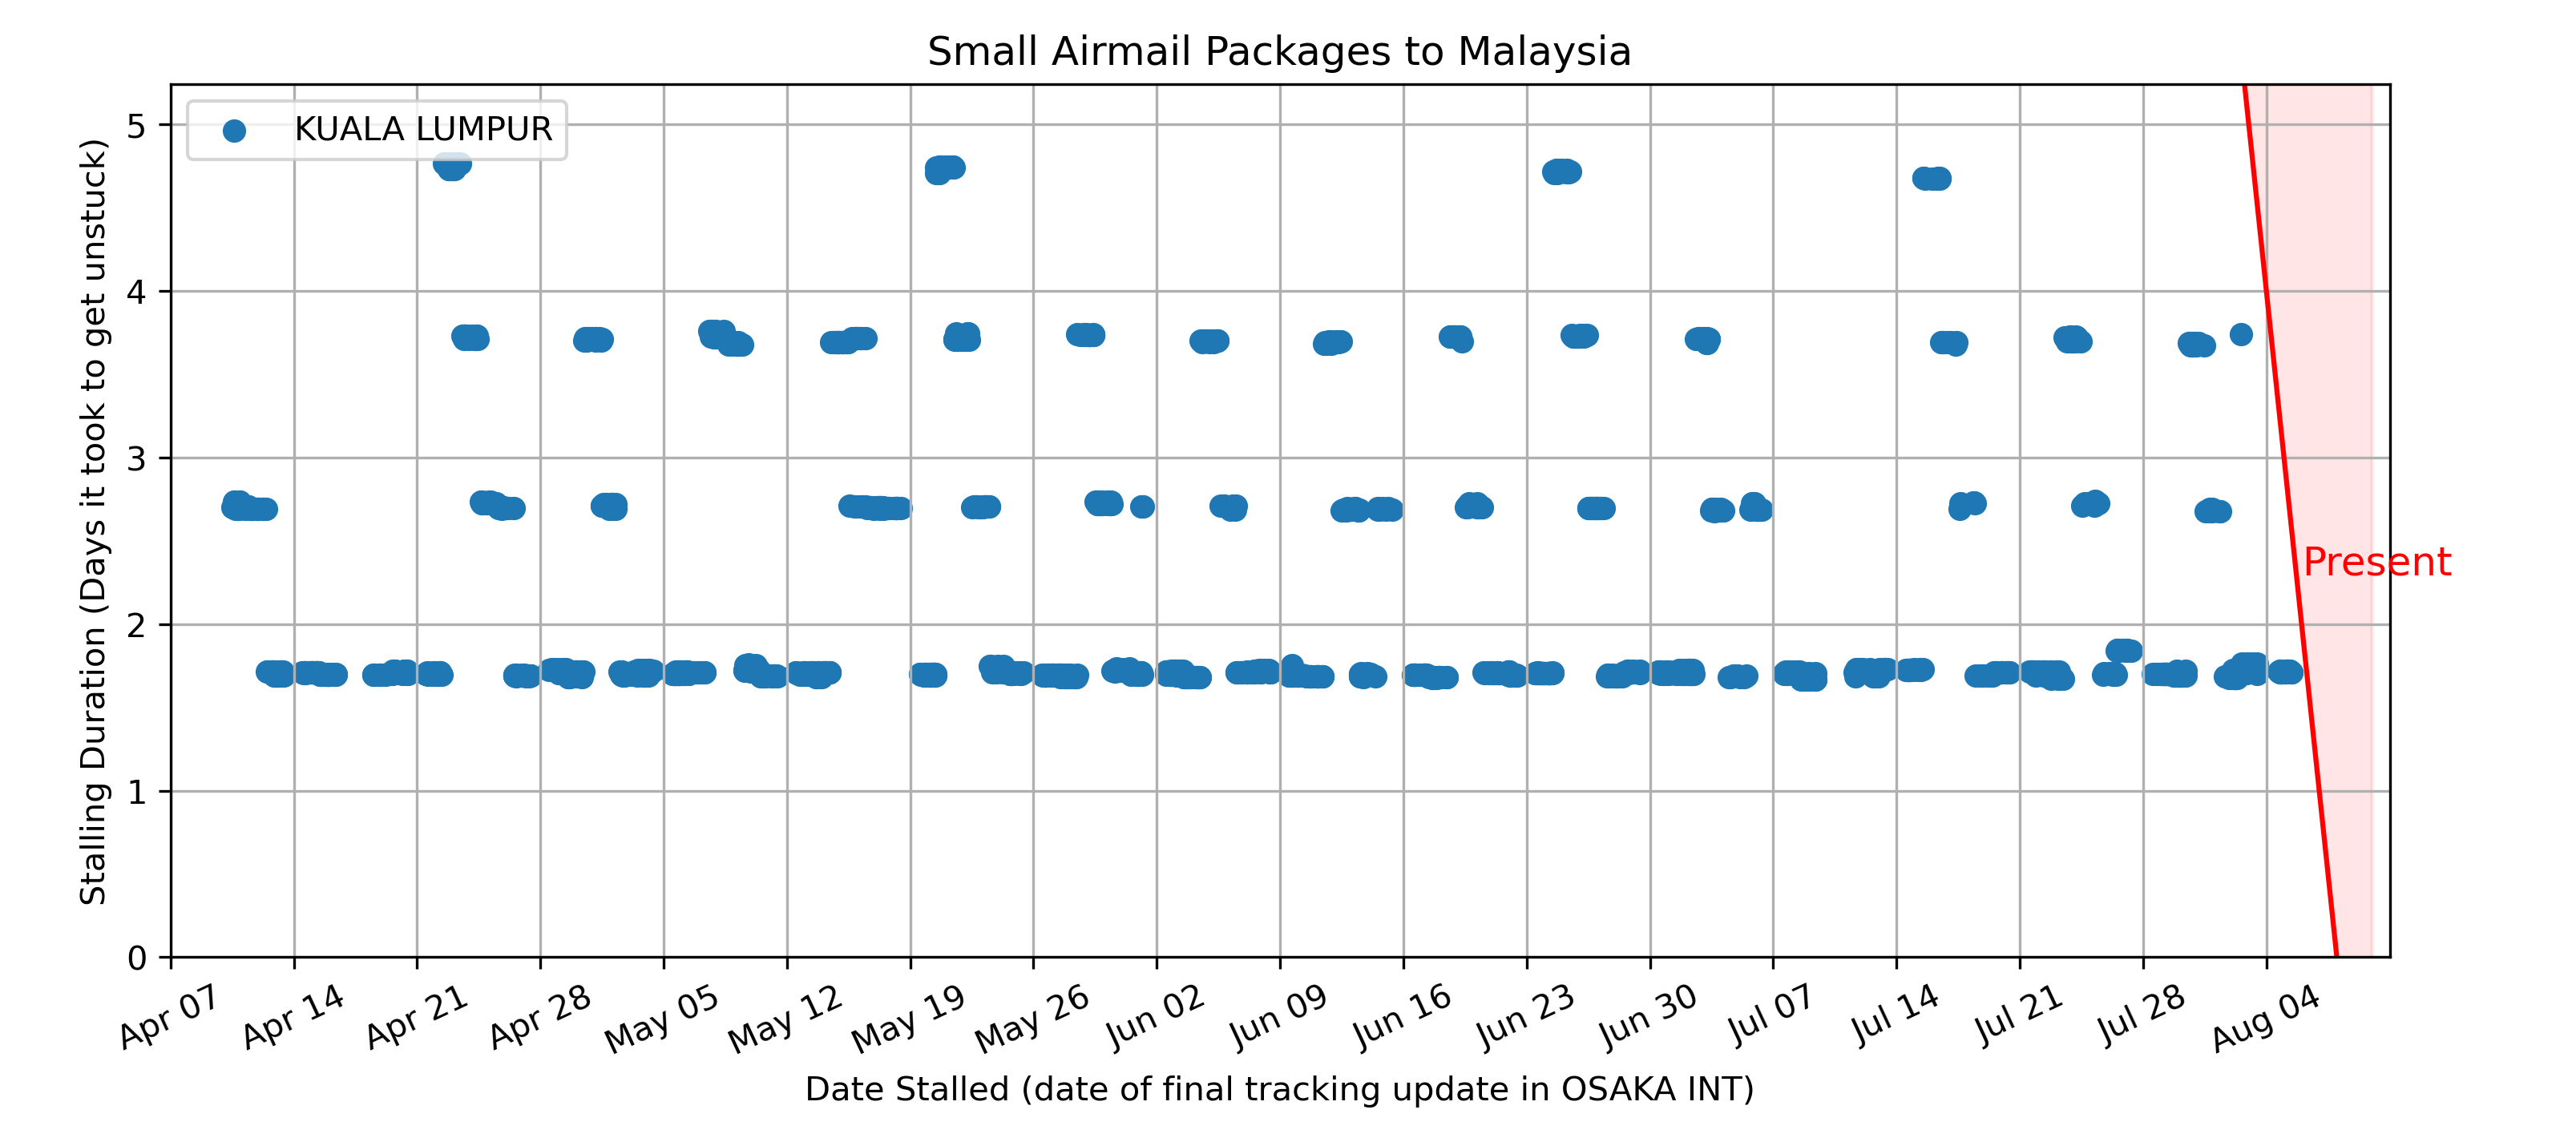 Small Airmail Packages to Malaysia
KUALA LUMPUR
Stalling Duration (Days it took to get unstuck)
5
4
3
2
1
0
Present
Apr 07
Apr 14
Apr 21
Apr 28
May 05
May 12
May 19
May 26
Jun 02
Jun 09
Jun 16
Jun 23
Jun 30
Jul 07
Jul 14
Jul 21
Jul 28
Aug 04
Date Stalled (date of final tracking update in OSAKA INT)